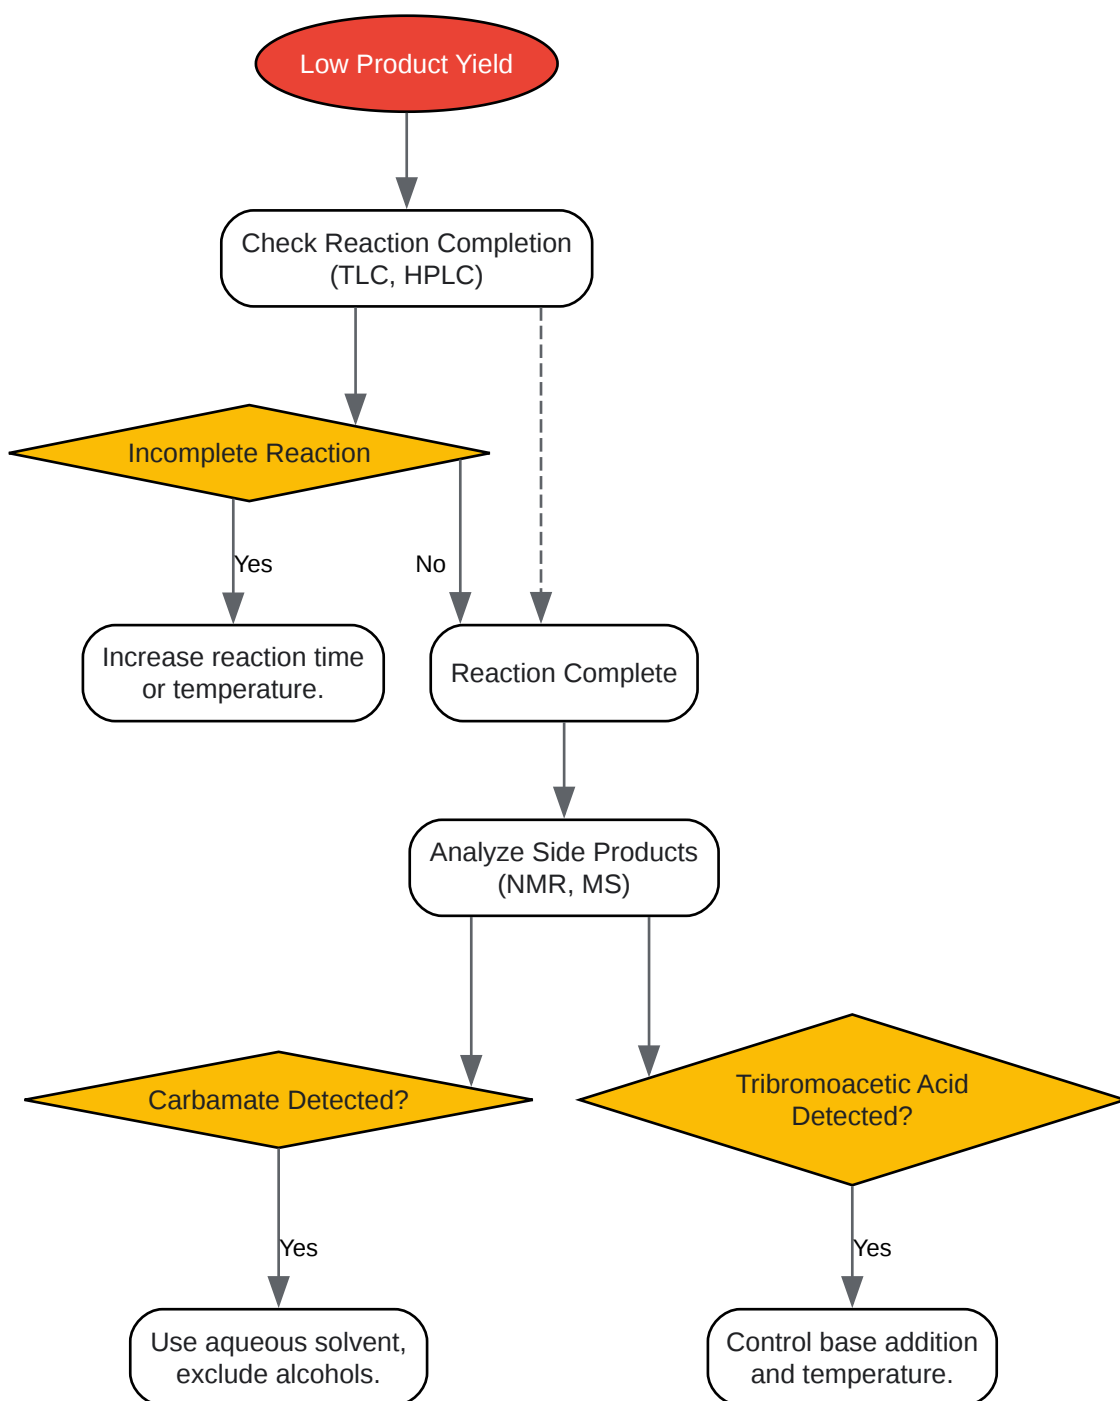 Low Product Yield
Check Reaction Completion
(TLC, HPLC)
Incomplete Reaction
Yes
No
Increase reaction time
or temperature.
Reaction Complete
Analyze Side Products
(NMR, MS)
Carbamate Detected?
Tribromoacetic Acid
Detected?
Yes
Yes
Use aqueous solvent,
exclude alcohols.
Control base addition
and temperature.